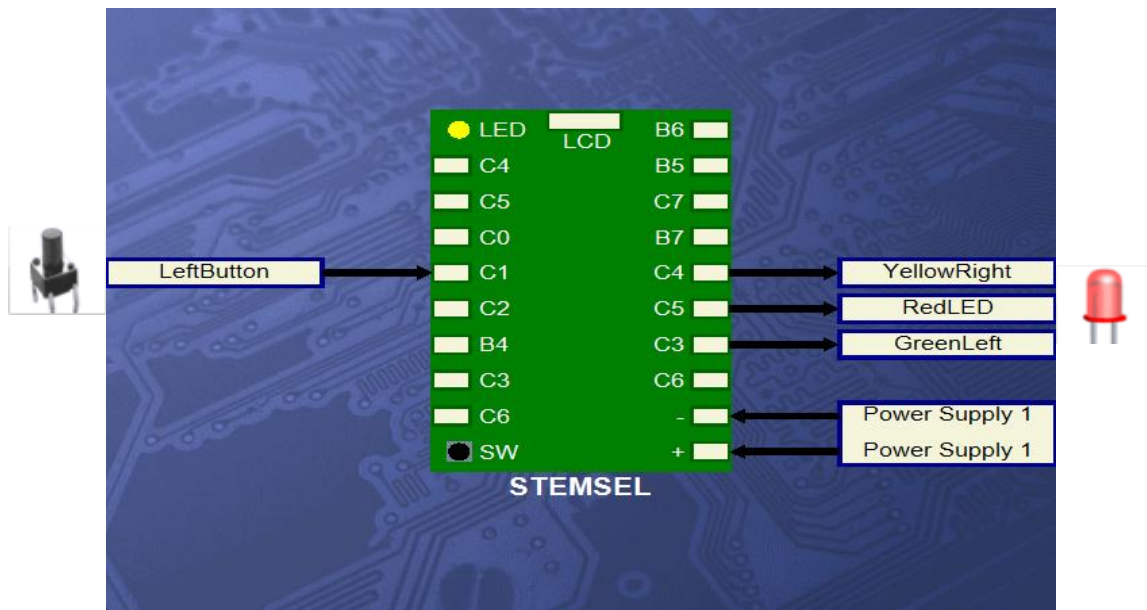 LED
LCD
B6
C4
B5
C5
C7
C0
B7
LeftButton
C1
C4
YellowRight
C2
C5
RedLED
B4
C3
GreenLeft
C3
C6
C6
-
Power Supply 1
SW
+
Power Supply 1
STEMSEL